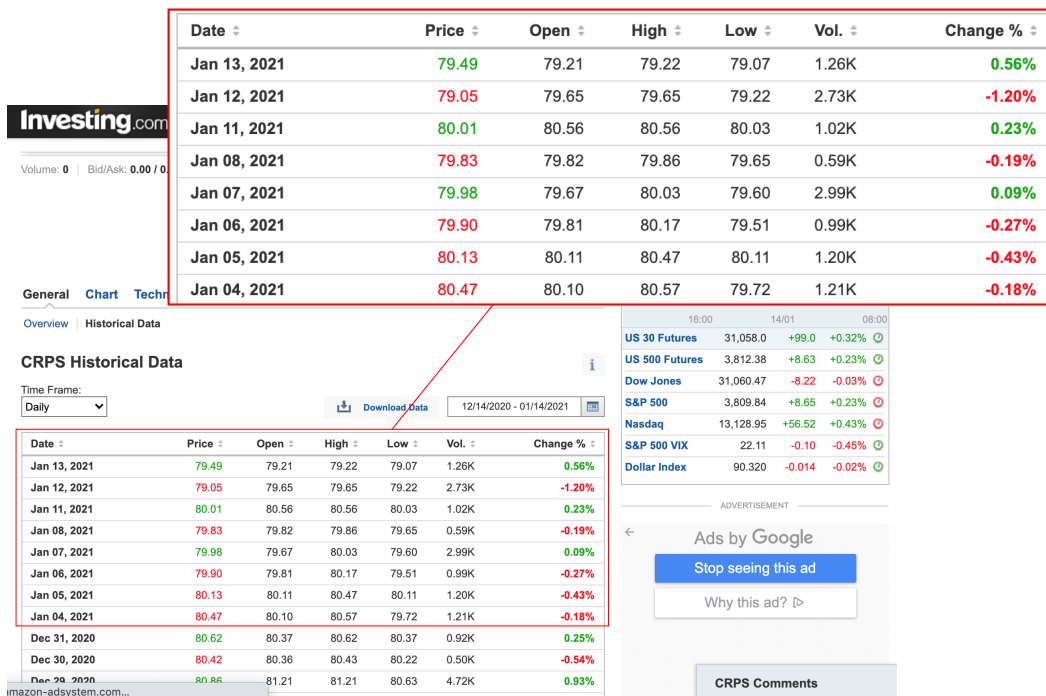 Date Price Open High Low Vol. Change %
Jan 13, 2021 79.49 79.21 79.22 79.07 1.26K 0.56%
Jan 12, 2021 79.05 79.65 79.65 79.22 2.73K -1.20%
Jan 11, 2021 80.01 80.56 80.56 80.03 1.02K 0.23%
Jan 08, 2021 79.83 79.82 79.86 79.65 0.59K -0.19%
Jan 07, 2021 79.98 79.67 80.03 79.60 2.99K 0.09%
Jan 06, 2021 79.90 79.81 80.17 79.51 0.99K -0.27%
Jan 05, 2021 80.13 80.11 80.47 80.11 1.20K -0.43%
Jan 04, 2021 80.47 80.10 80.57 79.72 1.21K -0.18%
Investing.com
Volume: 0 Bid/Ask: 0.00 / 0.
General Chart Techn
Overview Historical Data
CRPS Historical Data
Time Frame:
Daily Download Data 12/14/2020 - 01/14/2021
Date Price Open High Low Vol. Change %
Jan 13, 2021 79.49 79.21 79.22 79.07 1.26K 0.56%
Jan 12, 2021 79.05 79.65 79.65 79.22 2.73K -1.20%
Jan 11, 2021 80.01 80.56 80.56 80.03 1.02K 0.23%
Jan 08, 2021 79.83 79.82 79.86 79.65 0.59K -0.19%
Jan 07, 2021 79.98 79.67 80.03 79.60 2.99K 0.09%
Jan 06, 2021 79.90 79.81 80.17 79.51 0.99K -0.27%
Jan 05, 2021 80.13 80.11 80.47 80.11 1.20K -0.43%
Jan 04, 2021 80.47 80.10 80.57 79.72 1.21K -0.18%
Dec 31, 2020 80.62 80.37 80.62 80.37 0.92K 0.25%
Dec 30, 2020 80.42 80.36 80.43 80.22 0.50K -0.54%
Dec 29, 2020 80.86 81.21 81.21 80.63 4.72K 0.93%
amazon-adsystem.com...
16:00 14/01 08:00
US 30 Futures 31,058.0 +99.0 +0.32%
US 500 Futures 3,812.38 +8.63 +0.23%
Dow Jones 31,060.47 -8.22 -0.03%
S&P 500 3,809.84 +8.65 +0.23%
Nasdaq 13,128.95 +56.52 +0.43%
S&P 500 VIX 22.11 -0.10 -0.45%
Dollar Index 90.320 -0.014 -0.02%
ADVERTISEMENT
Ads by Google
Stop seeing this ad
Why this ad?
CRPS Comments